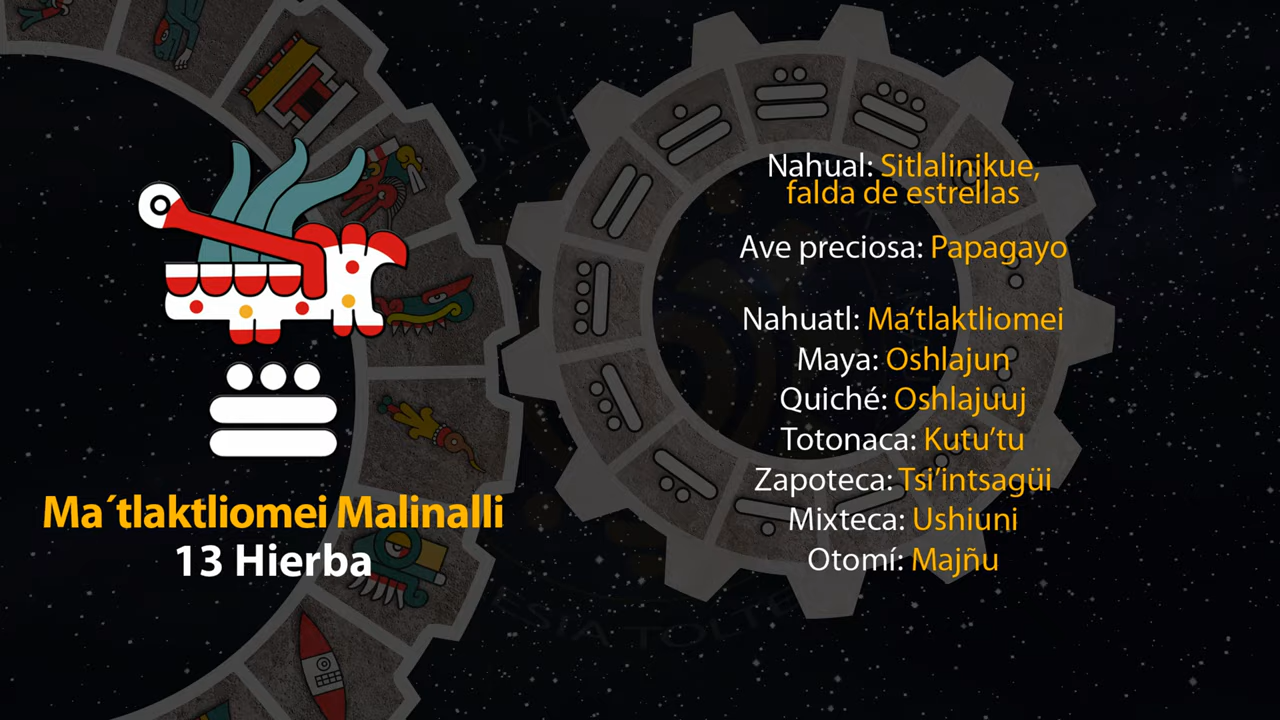 Ma´tlaktliomei Malinalli
13 Hierba
Nahual: Sitlalinikue,
falda de estrellas
Ave preciosa: Papagayo
Nahuatl: Ma’tlaktliomei
Maya: Oshlajun
Quiché: Oshlajuuj
Totonaca: Kutu’tu
Zapoteca: Tsi’intsagüi
Mixteca: Ushiuni
Otomí: Majñu